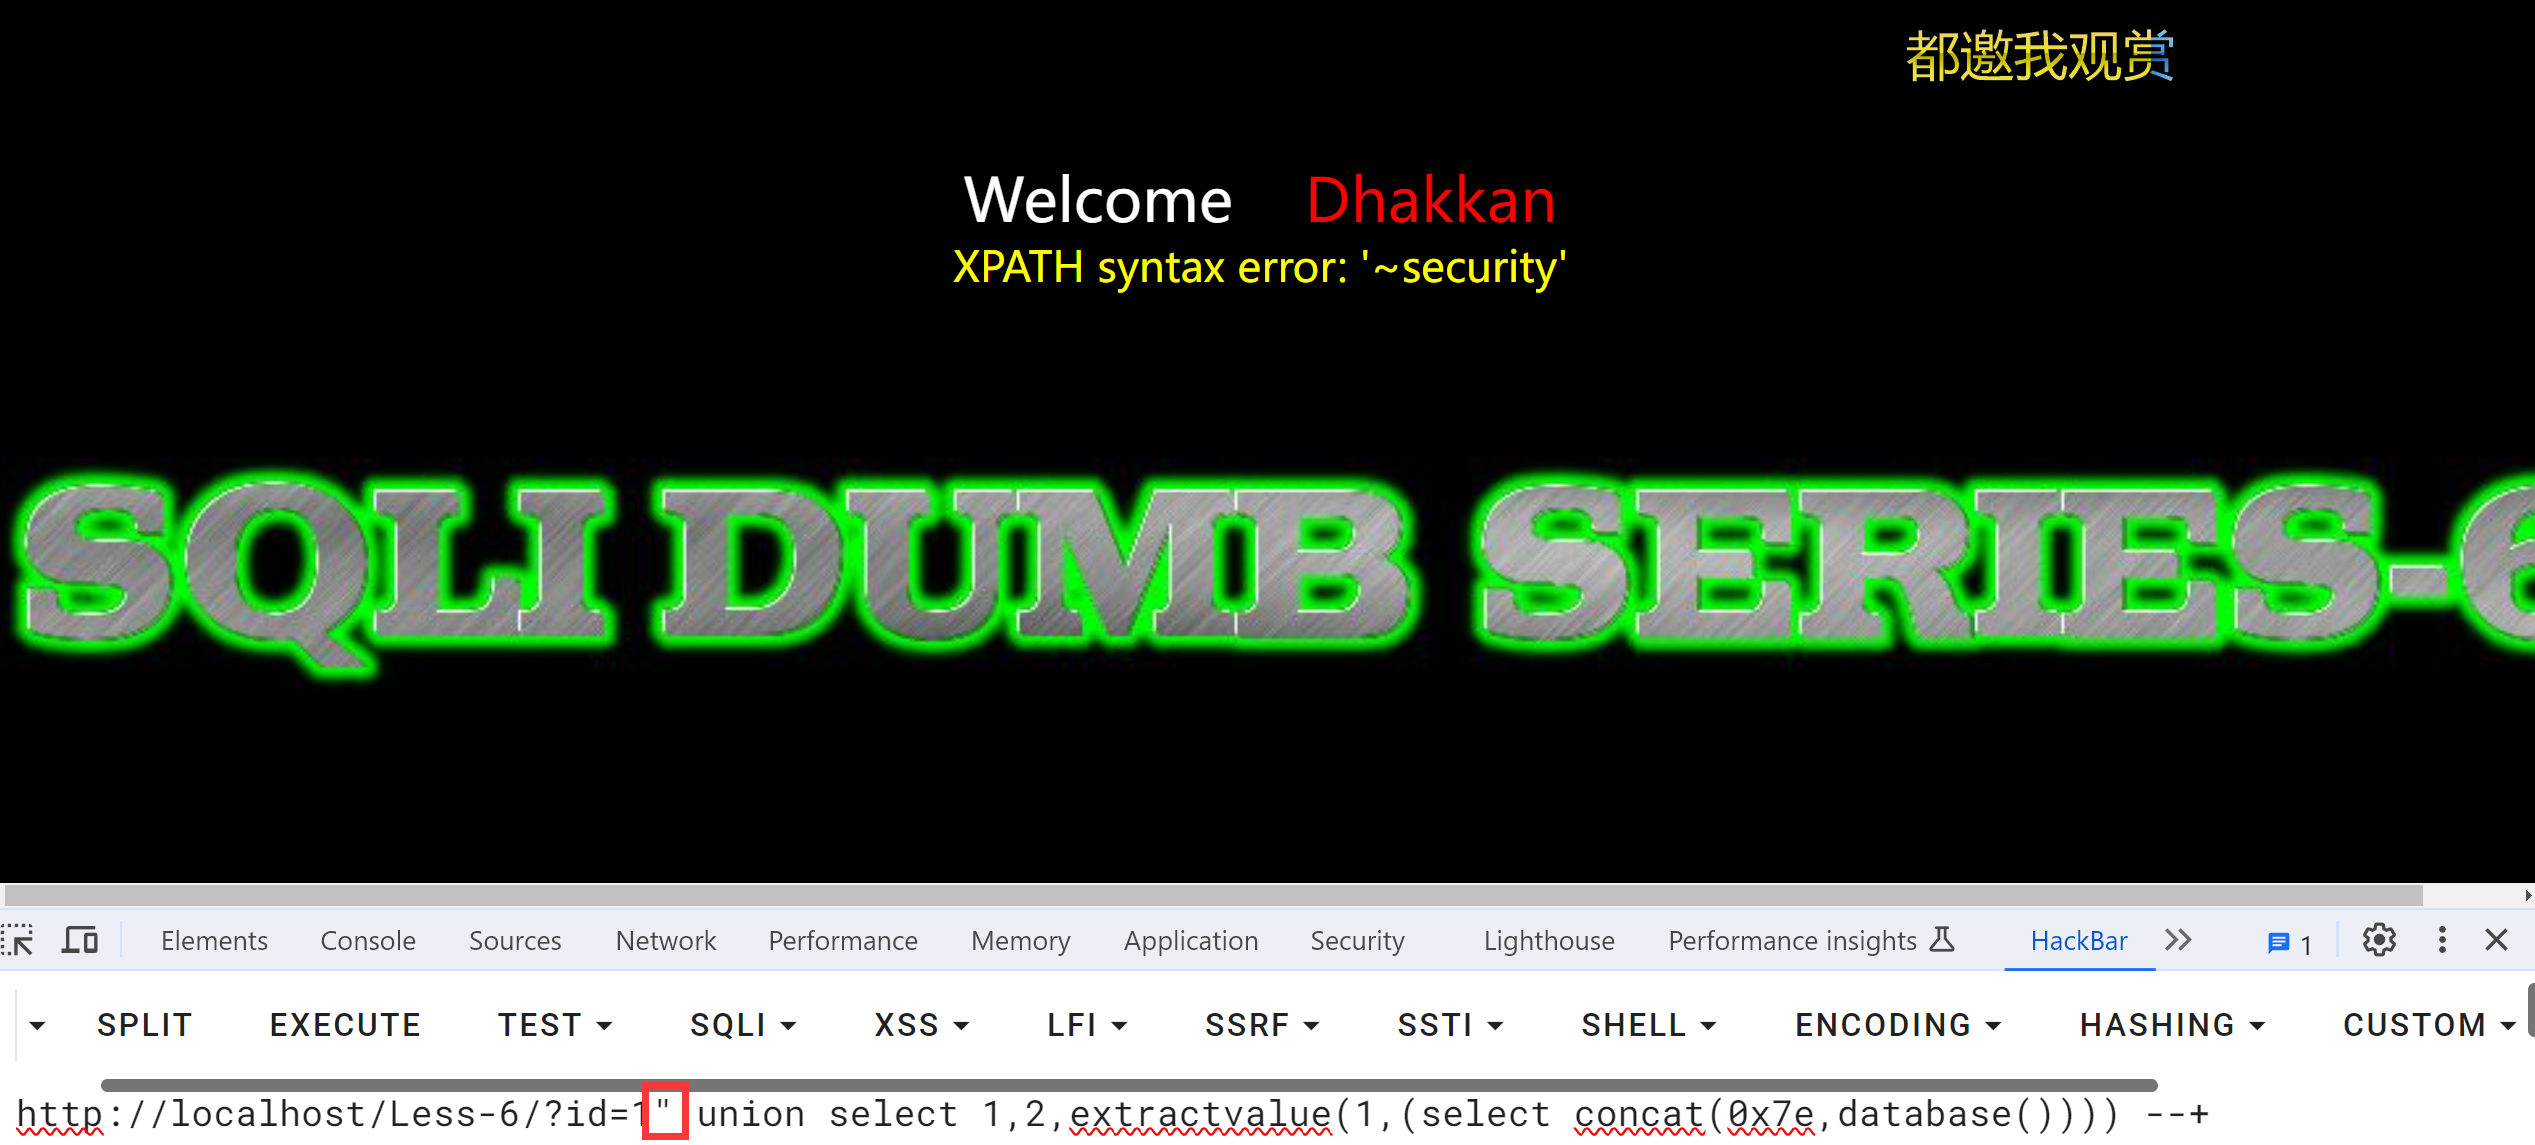 都邀我观赏
Welcome Dhakkan
XPATH syntax error: '~security'
SQLI DUMB SERIES-6
Elements Console Sources Network Performance Memory Application Security Lighthouse Performance insights HackBar 1
SPLIT EXECUTE TEST SQLI XSS LFI SSRF SSTI SHELL ENCODING HASHING CUSTOM
http://localhost/Less-6/?id=1" union select 1,2,extractvalue(1,(select concat(0x7e,database()))) --+